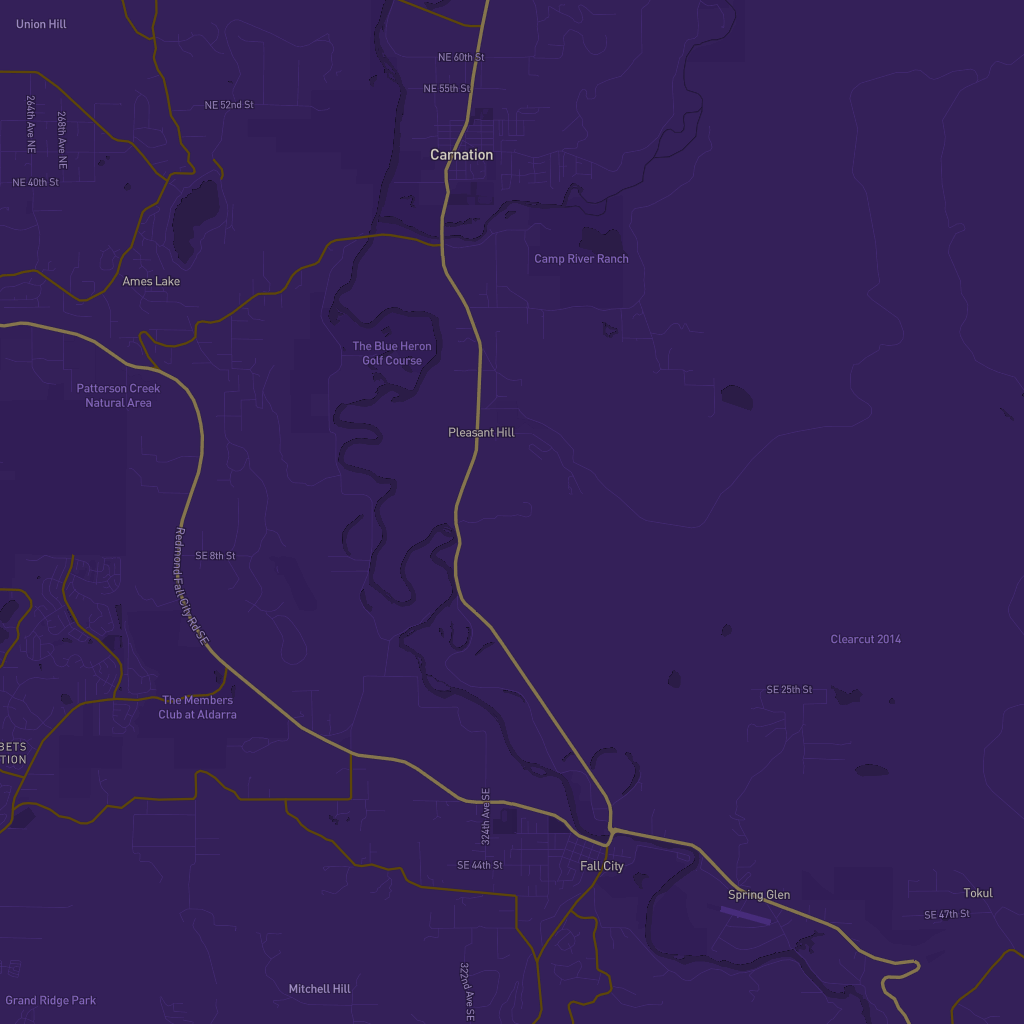 Union Hill
NE 60th St
NE 55th St
NE 52nd St
264th Ave NE
268th Ave NE
Carnation
NE 40th St
Camp River Ranch
Ames Lake
The Blue Heron
Golf Course
Patterson Creek
Natural Area
Pleasant Hill
Redmond-Fall City Rd SE
SE 8th St
Clearcut 2014
SE 25th St
The Members
Club at Aldarra
BETS
TION
324th Ave SE
SE 44th St
Fall City
Spring Glen
Tokul
SE 47th St
322nd Ave SE
Mitchell Hill
Grand Ridge Park